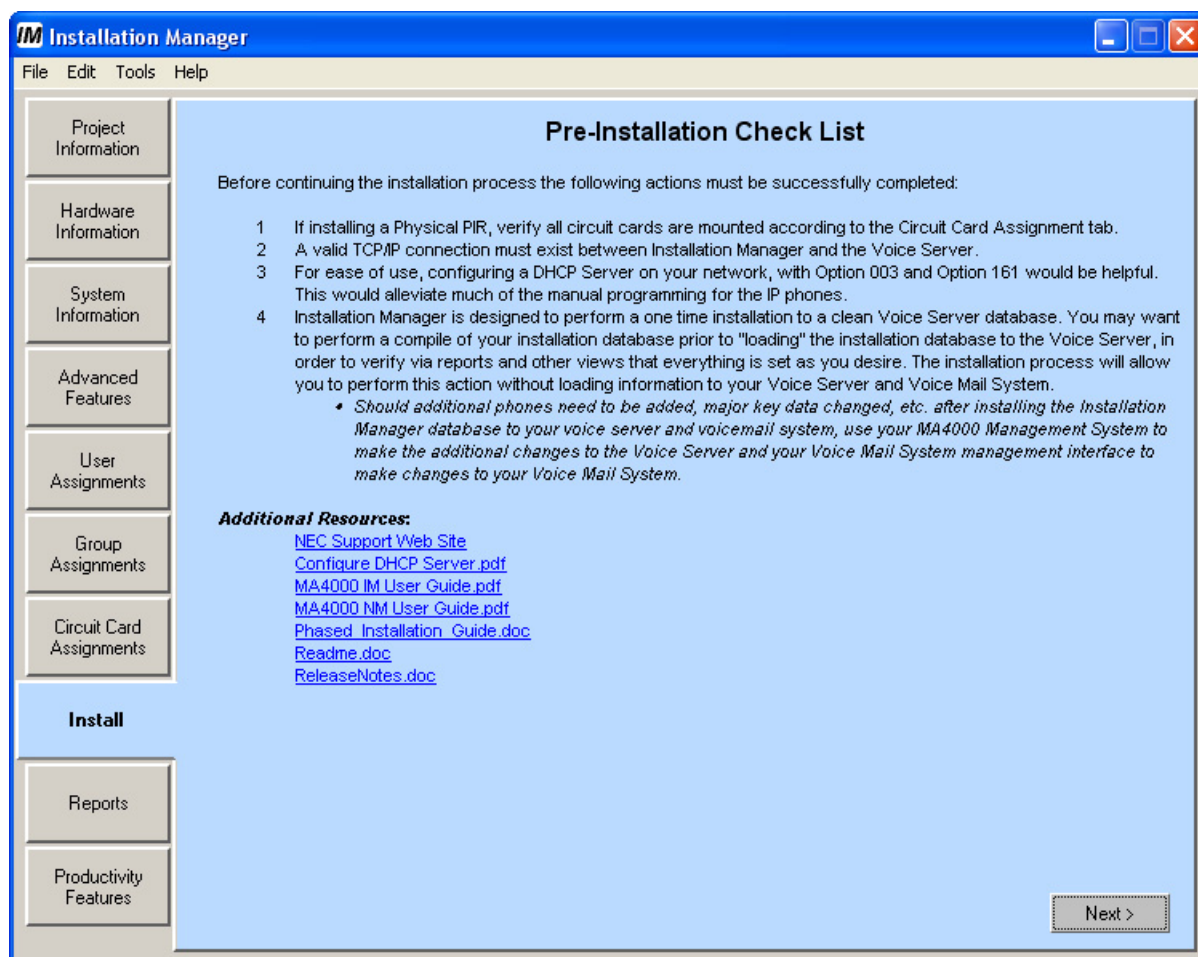 IM Installation Manager
File Edit Tools Help
Project
Information
Hardware
Information
System
Information
Advanced
Features
User
Assignments
Group
Assignments
Circuit Card
Assignments
Install
Reports
Productivity
Features
Pre-Installation Check List
Before continuing the installation process the following actions must be successfully completed:
1 If installing a Physical PIR, verify all circuit cards are mounted according to the Circuit Card Assignment tab.
2 A valid TCP/IP connection must exist between Installation Manager and the Voice Server.
3 For ease of use, configuring a DHCP Server on your network, with Option 003 and Option 161 would be helpful.
This would alleviate much of the manual programming for the IP phones.
4 Installation Manager is designed to perform a one time installation to a clean Voice Server database. You may want
to perform a compile of your installation database prior to "loading" the installation database to the Voice Server, in
order to verify via reports and other views that everything is set as you desire. The installation process will allow
you to perform this action without loading information to your Voice Server and Voice Mail System.
• Should additional phones need to be added, major key data changed, etc. after installing the Installation
Manager database to your voice server and voicemail system, use your MA4000 Management System to
make the additional changes to the Voice Server and your Voice Mail System management interface to
make changes to your Voice Mail System.
Additional Resources:
NEC Support Web Site
Configure DHCP Server.pdf
MA4000 IM User Guide.pdf
MA4000 NM User Guide.pdf
Phased_Installation_Guide.doc
Readme.doc
ReleaseNotes.doc
Next >